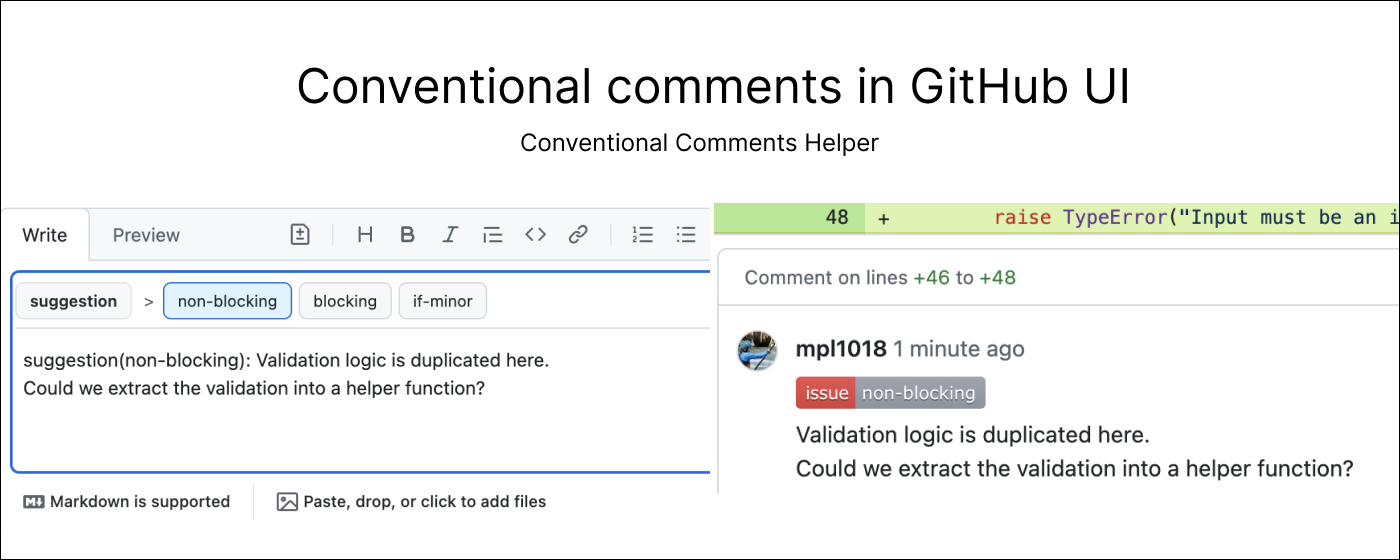 Conventional comments in GitHub UI
Conventional Comments Helper
Write Preview H B I
suggestion > non-blocking blocking if-minor
suggestion(non-blocking): Validation logic is duplicated here.
Could we extract the validation into a helper function?
Markdown is supported Paste, drop, or click to add files
48 + raise TypeError("Input must be an i
Comment on lines +46 to +48
mpl1018 1 minute ago
issue non-blocking
Validation logic is duplicated here.
Could we extract the validation into a helper function?